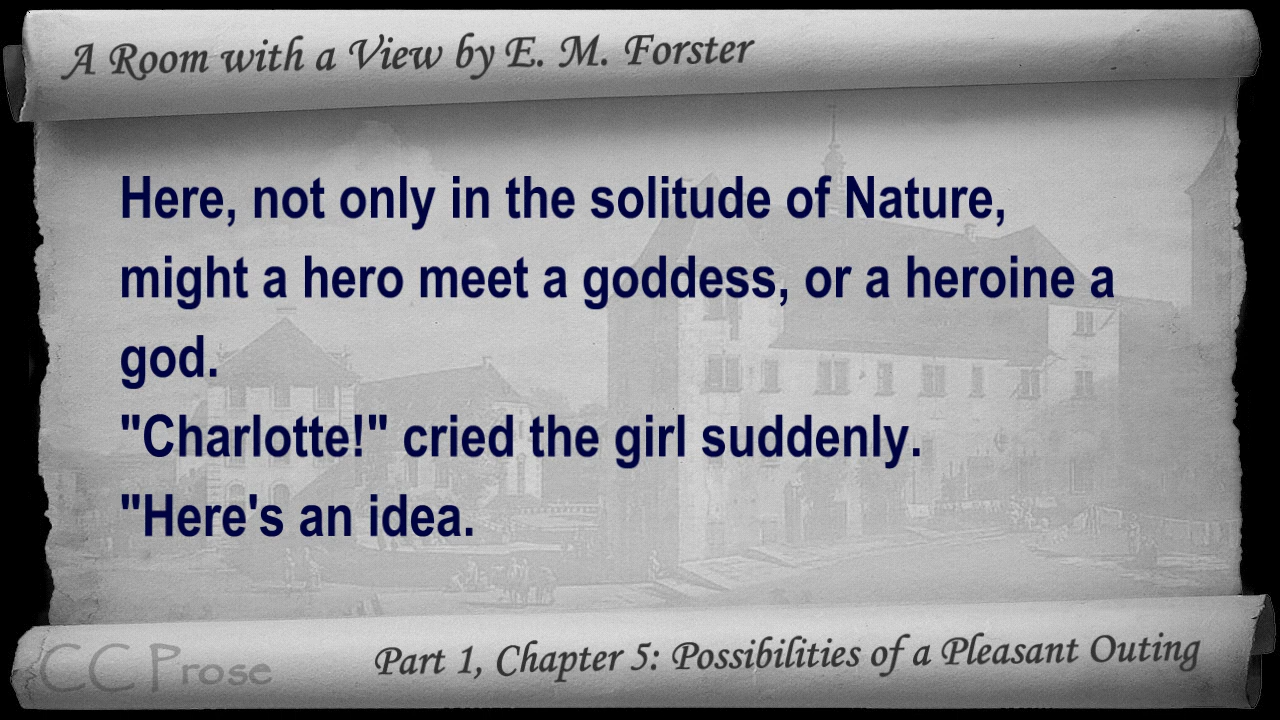 A Room with a View by E. M. Forster
Here, not only in the solitude of Nature,
might a hero meet a goddess, or a heroine a
god.
"Charlotte!" cried the girl suddenly.
"Here's an idea.
CC Prose
Part 1, Chapter 5: Possibilities of a Pleasant Outing